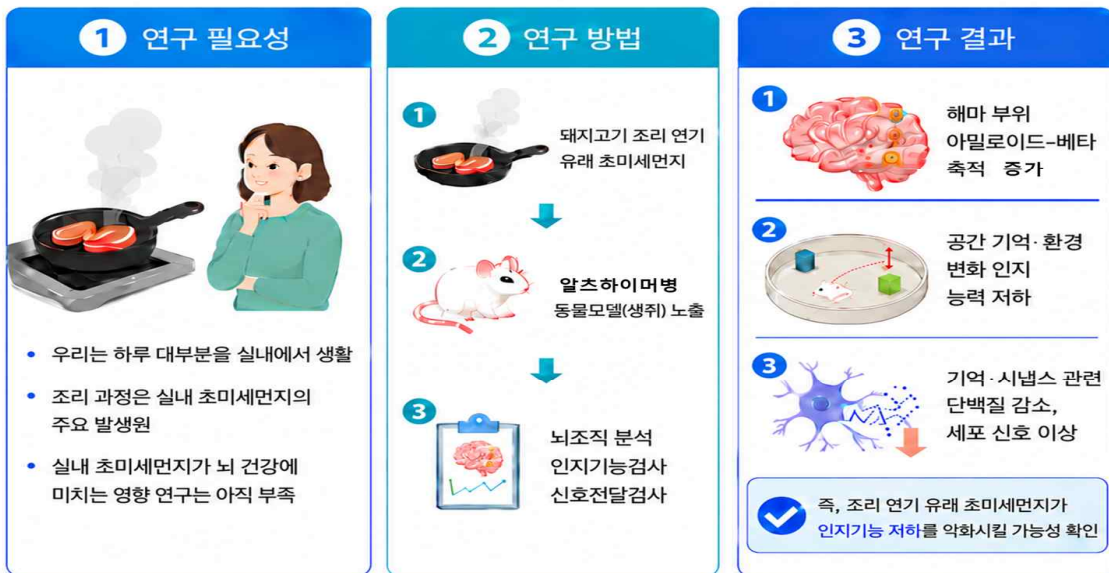 1 연구 필요성
• 우리는 하루 대부분을 실내에서 생활
• 조리 과정은 실내 초미세먼지의
주요 발생원
• 실내 초미세먼지가 뇌 건강에
미치는 영향 연구는 아직 부족
2 연구 방법
1
돼지고기 조리 연기
유래 초미세먼지
2
알츠하이머병
동물모델(생쥐) 노출
3
뇌조직 분석
인지기능검사
신호전달검사
3 연구 결과
1
해마 부위
아밀로이드-베타
축적 증가
2
공간 기억·환경
변화 인지
능력 저하
3
기억·시냅스 관련
단백질 감소,
세포 신호 이상
즉, 조리 연기 유래 초미세먼지가
인지기능 저하를 악화시킬 가능성 확인